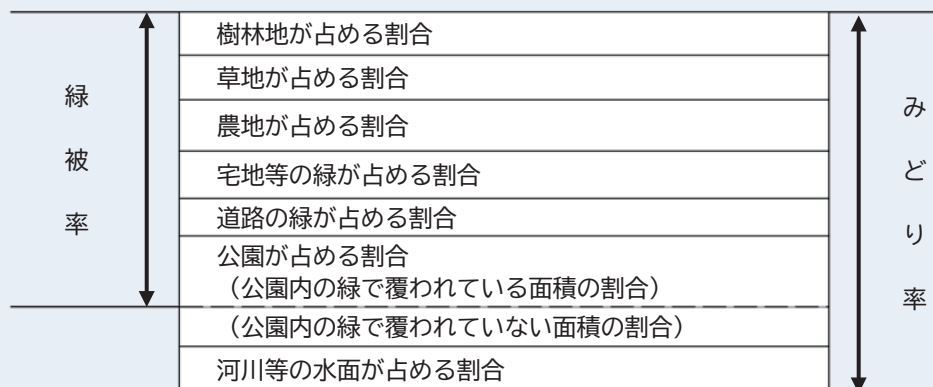 緑被率
樹林地が占める割合
草地が占める割合
農地が占める割合
宅地等の緑が占める割合
道路の緑が占める割合
公園が占める割合
（公園内の緑で覆われている面積の割合）
（公園内の緑で覆われていない面積の割合）
河川等の水面が占める割合
みどり率